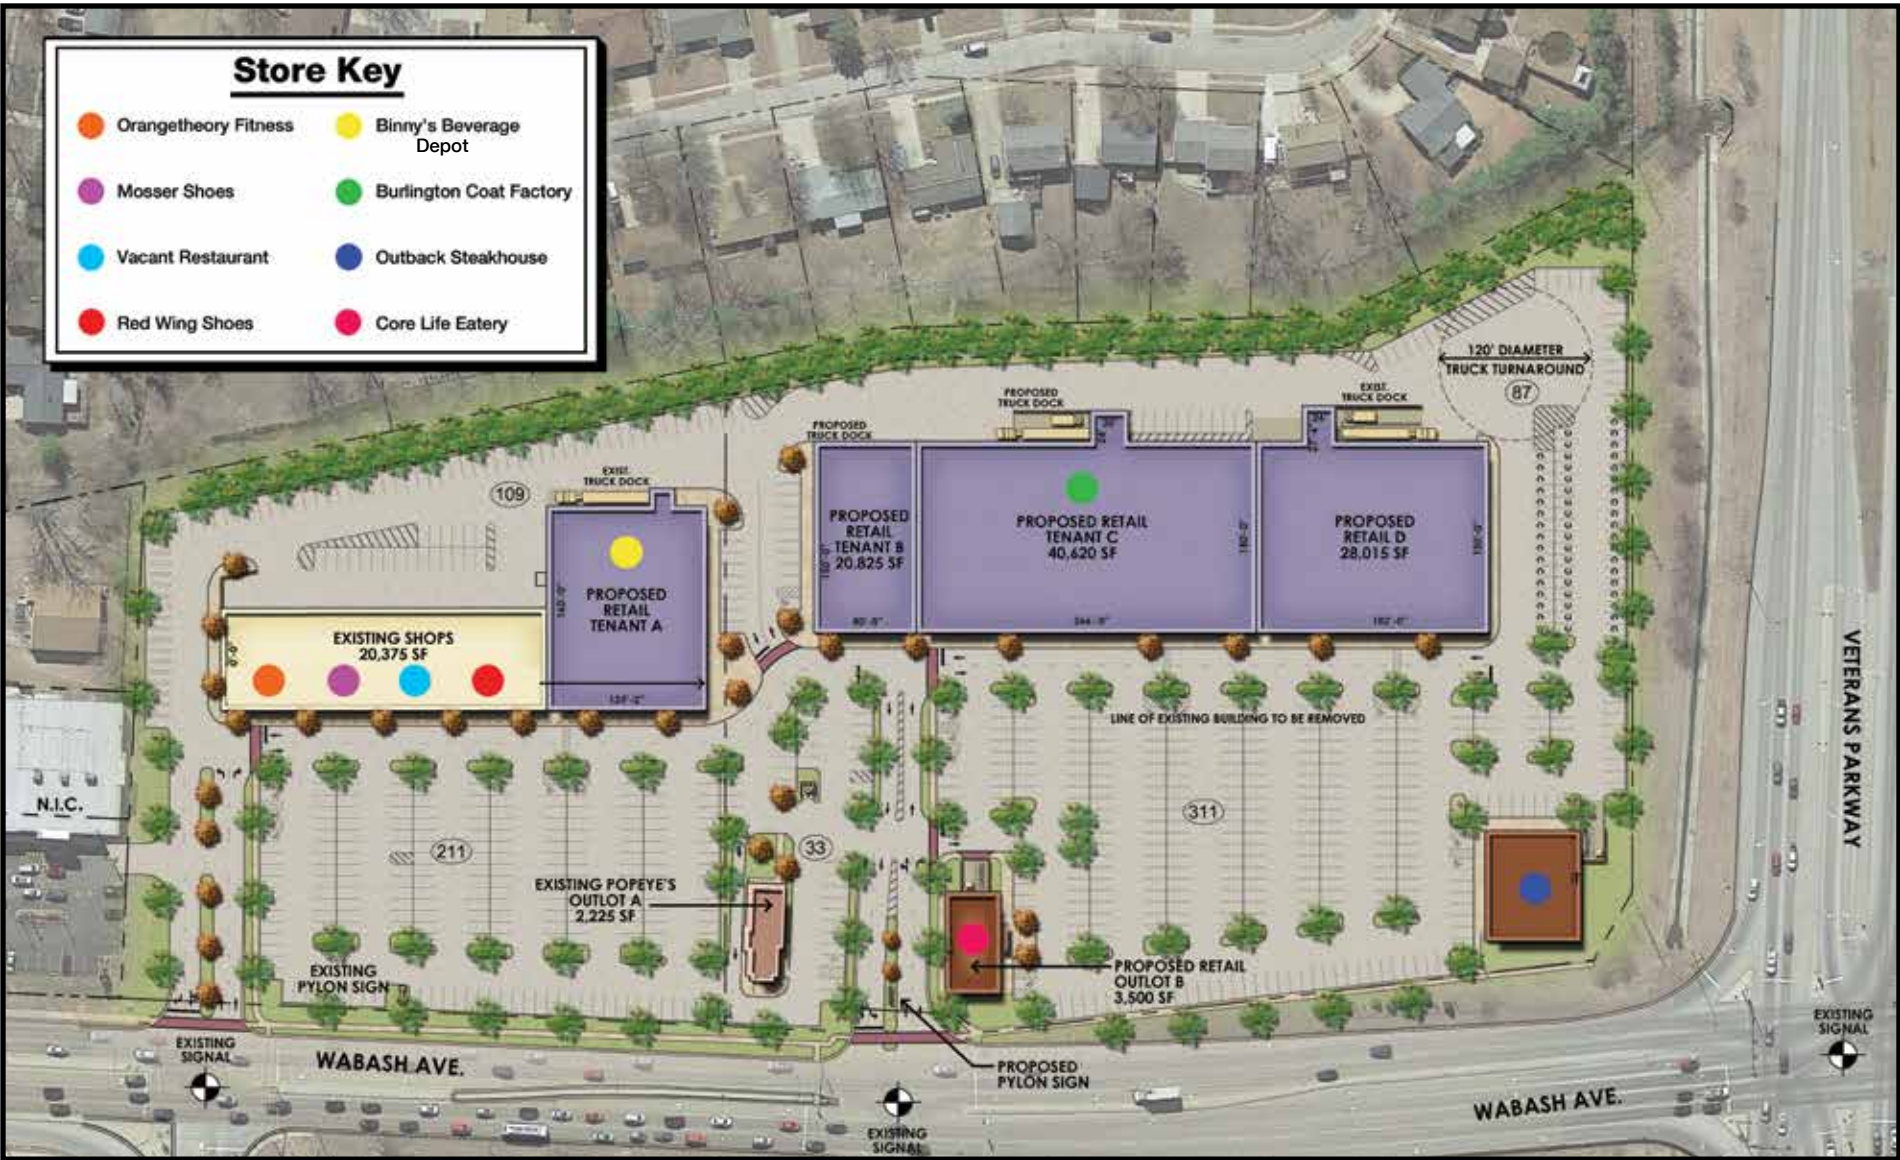 Store Key
Orangetheory Fitness
Binny's Beverage
Depot
Mosser Shoes
Burlington Coat Factory
Vacant Restaurant
Outback Steakhouse
Red Wing Shoes
Core Life Eatery
120' DIAMETER
TRUCK TURNAROUND
87
PROPOSED
TRUCK DOCK
EXIST.
TRUCK DOCK
PROPOSED
TRUCK DOCK
EXIST.
TRUCK DOCK
109
PROPOSED
RETAIL
TENANT B
20,825 SF
PROPOSED RETAIL
TENANT C
40,620 SF
PROPOSED
RETAIL D
28,015 SF
PROPOSED
RETAIL
TENANT A
EXISTING SHOPS
20,375 SF
LINE OF EXISTING BUILDING TO BE REMOVED
VETERANS PARKWAY
N.I.C.
211
33
311
EXISTING POPEYE'S
OUTLOT A
2,225 SF
EXISTING
PYLON SIGN
PROPOSED RETAIL
OUTLOT B
3,500 SF
EXISTING
SIGNAL
WABASH AVE.
PROPOSED
PYLON SIGN
EXISTING
SIGNAL
WABASH AVE.
EXISTING
SIGNAL